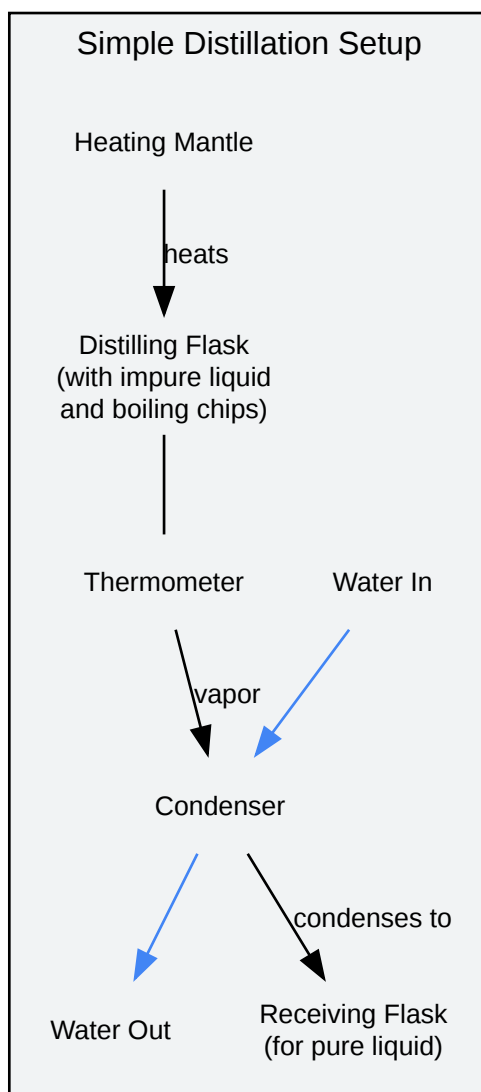 Simple Distillation Setup
Heating Mantle
heats
Distilling Flask
(with impure liquid
and boiling chips)
Thermometer
Water In
vapor
Condenser
condenses to
Water Out
Receiving Flask
(for pure liquid)